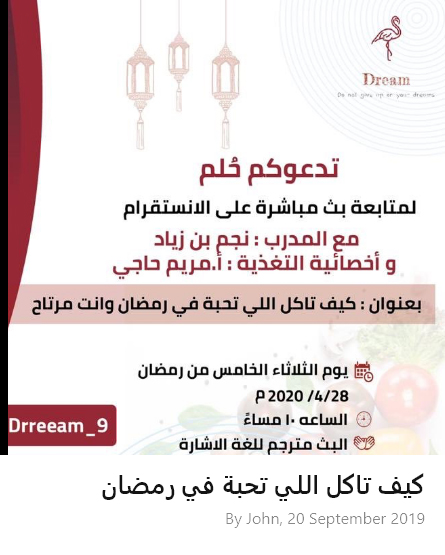 Dream
Do not give up on your dreams
تدعوكم حُلم
لمتابعة بث مباشرة على الانستقرام
مع المدرب : نجم بن زياد
و أخصائية التغذية : أ.مريم حاجي
بعنوان : كيف تاكل اللي تحبة في رمضان وانت مرتاح
يوم الثلاثاء الخامس من رمضان
2020 /4/28 م
الساعه ١٠ مساءً
Drreeam_9
البث مترجم للغة الاشارة
كيف تاكل اللي تحبة في رمضان
By John, 20 September 2019